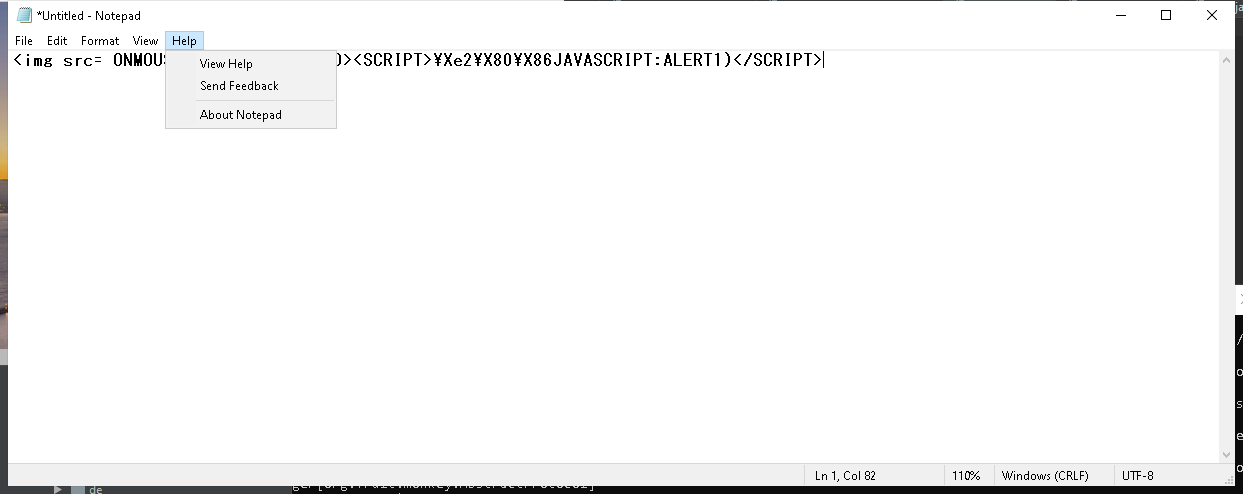 *Untitled - Notepad
File Edit Format View Help
<img src= ONMOUS )><SCRIPT>¥Xe2¥X80¥X86JAVASCRIPT:ALERT1)</SCRIPT>
View Help
Send Feedback
About Notepad
Ln 1, Col 82 110% Windows (CRLF) UTF-8
de